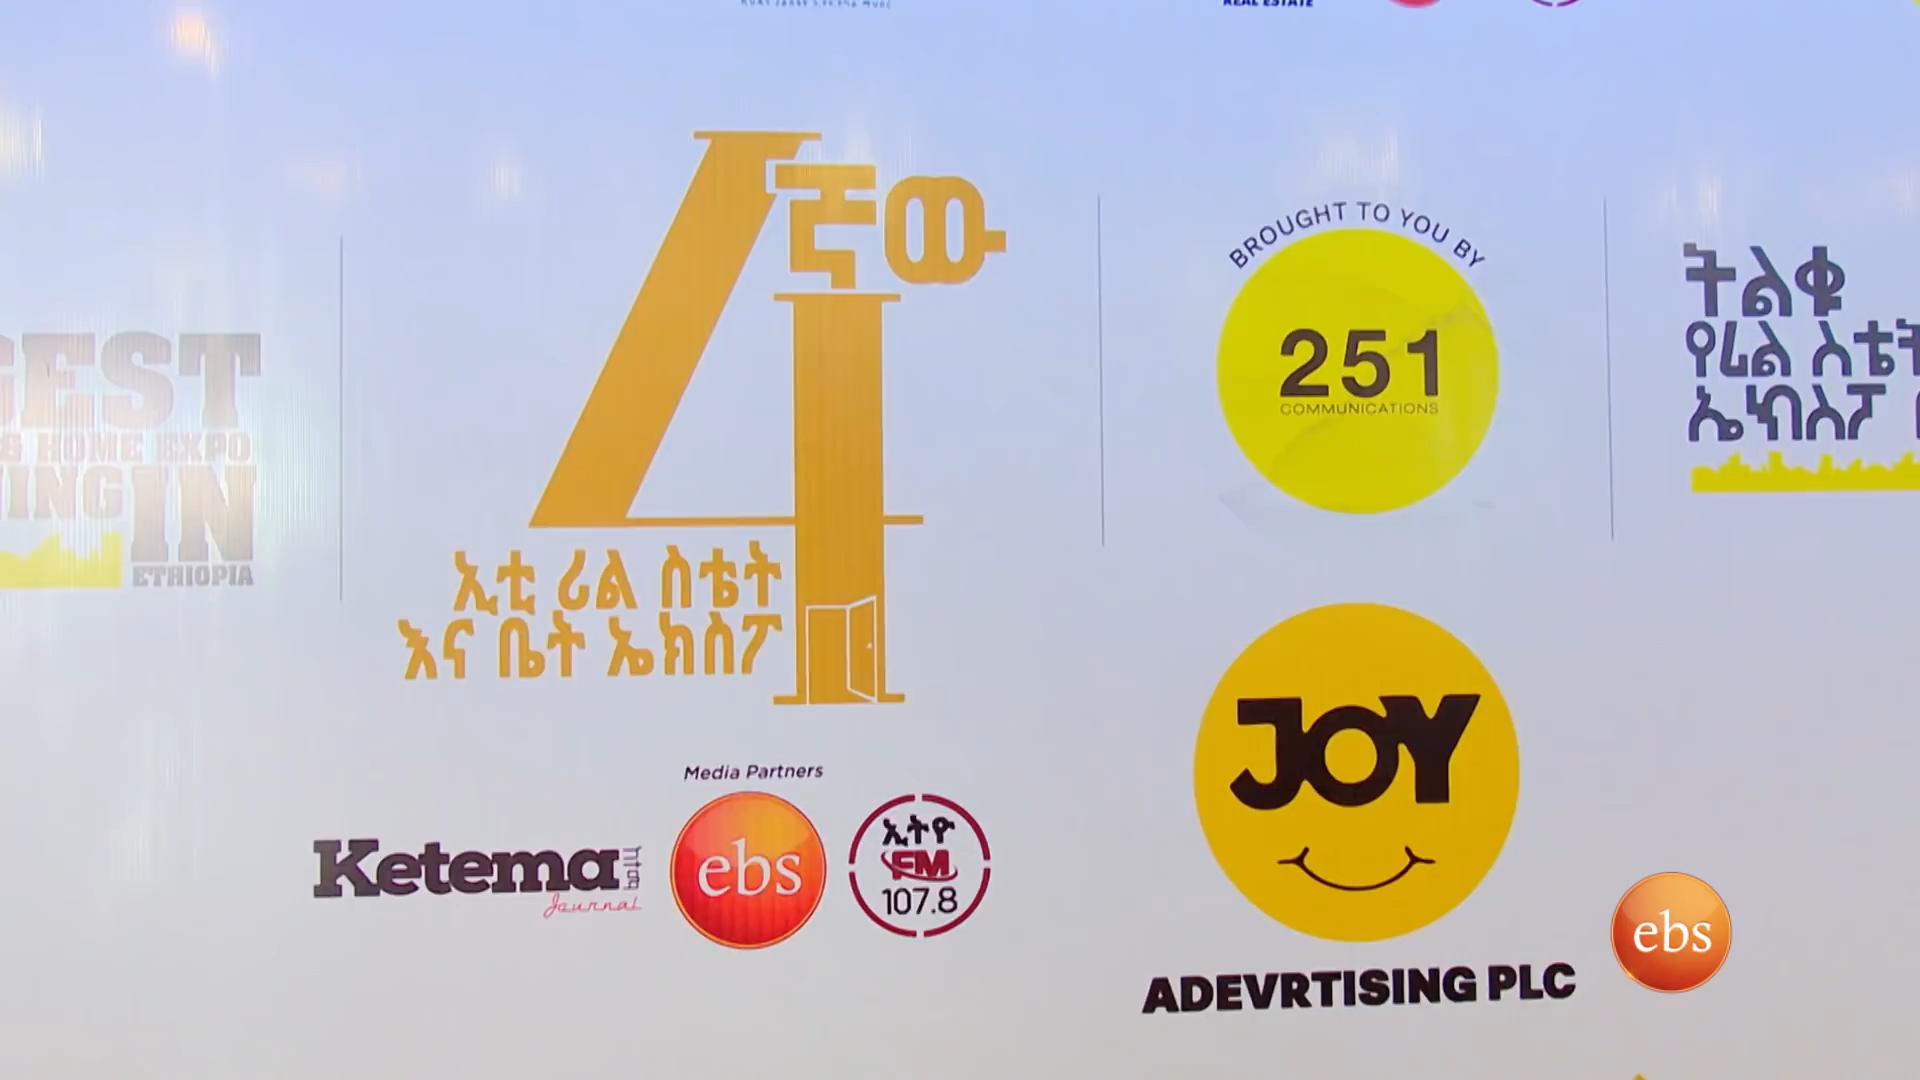 REAL ESTATE
GEST
& HOME EXPO
ING IN
ETHIOPIA
4ኛው
ኢቲ ሪል ስቴት
እና ቤት ኤክስፖ
Media Partners
Ketema
Journal
ebs
ኢትዮ
FM
107.8
BROUGHT TO YOU BY
251
COMMUNICATIONS
JOY
ADEVRTISING PLC
ትልቁ
የሪል ስቴት
ኤክስፖ
ebs